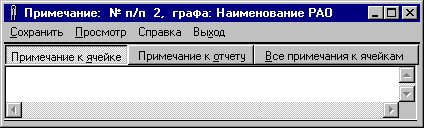 Примечание: № п/п 2, графа: Наименование РАО
Сохранить Просмотр Справка Выход
Примечание к ячейке Примечание к отчету Все примечания к ячейкам